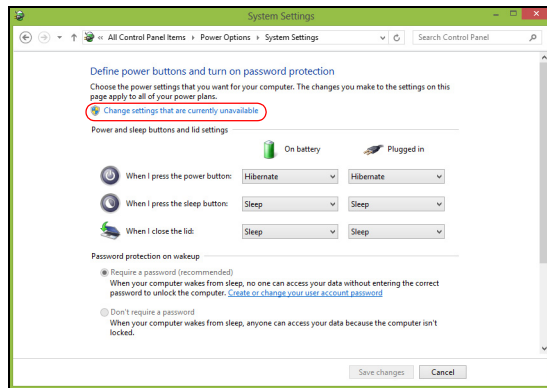 System Settings
« All Control Panel Items › Power Options › System Settings
Search Control Panel
Define power buttons and turn on password protection
Choose the power settings that you want for your computer. The changes you make to the settings on this
page apply to all of your power plans.
Change settings that are currently unavailable
Power and sleep buttons and lid settings
On battery Plugged in
When I press the power button: Hibernate Hibernate
When I press the sleep button: Sleep Sleep
When I close the lid: Sleep Sleep
Password protection on wakeup
Require a password (recommended)
When your computer wakes from sleep, no one can access your data without entering the correct
password to unlock the computer. Create or change your user account password
Don't require a password
When your computer wakes from sleep, anyone can access your data because the computer isn't
locked.
Save changes Cancel